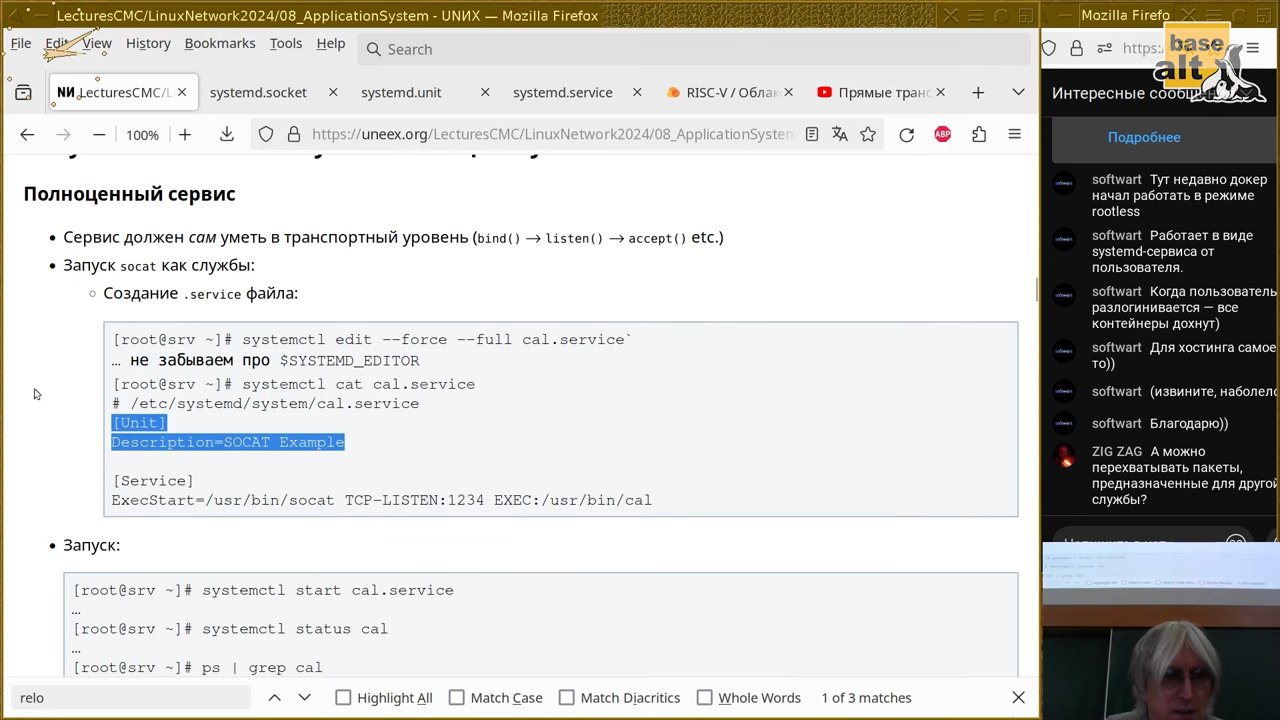 LecturesCMC/LinuxNetwork2024/08_ApplicationSystem - UNИX — Mozilla Firefox
Mozilla Firefo
File Edit View History Bookmarks Tools Help
Search
https:/
base
alt
LecturesCMC/L
systemd.socket
systemd.unit
systemd.service
RISC-V / Обла
Прямые тран
100%
https://uneex.org/LecturesCMC/LinuxNetwork2024/08_ApplicationSystem
ABP
Интересные сообщ
Подробнее
Полноценный сервис
Сервис должен сам уметь в транспортный уровень (bind() → listen() → accept() etc.)
Запуск socat как службы:
Создание .service файла:
[root@srv ~]# systemctl edit --force --full cal.service`
… не забываем про $SYSTEMD_EDITOR
[root@srv ~]# systemctl cat cal.service
# /etc/systemd/system/cal.service
[Unit]
Description=SOCAT Example
[Service]
ExecStart=/usr/bin/socat TCP-LISTEN:1234 EXEC:/usr/bin/cal
Запуск:
[root@srv ~]# systemctl start cal.service
…
[root@srv ~]# systemctl status cal
…
[root@srv ~]# ps | grep cal
softwart Тут недавно докер
начал работать в режиме
rootless
softwart Работает в виде
systemd-сервиса от
пользователя.
softwart Когда пользователь
разлогинивается — все
контейнеры дохнут)
softwart Для хостинга самое
то))
softwart (извините, наболело
softwart Благодарю))
ZIG ZAG А можно
перехватывать пакеты,
предназначенные для другой
службы?
relo
Highlight All
Match Case
Match Diacritics
Whole Words
1 of 3 matches